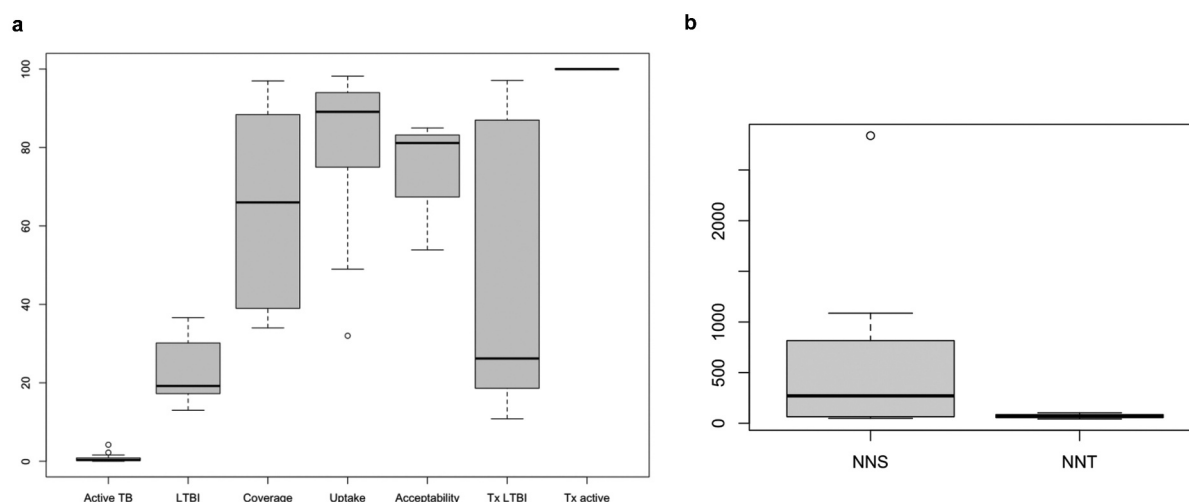 a
100
80
60
40
20
0
Active TB LTBI Coverage Uptake Acceptability Tx LTBI Tx active
b
2000
1000
500
0
NNS NNT